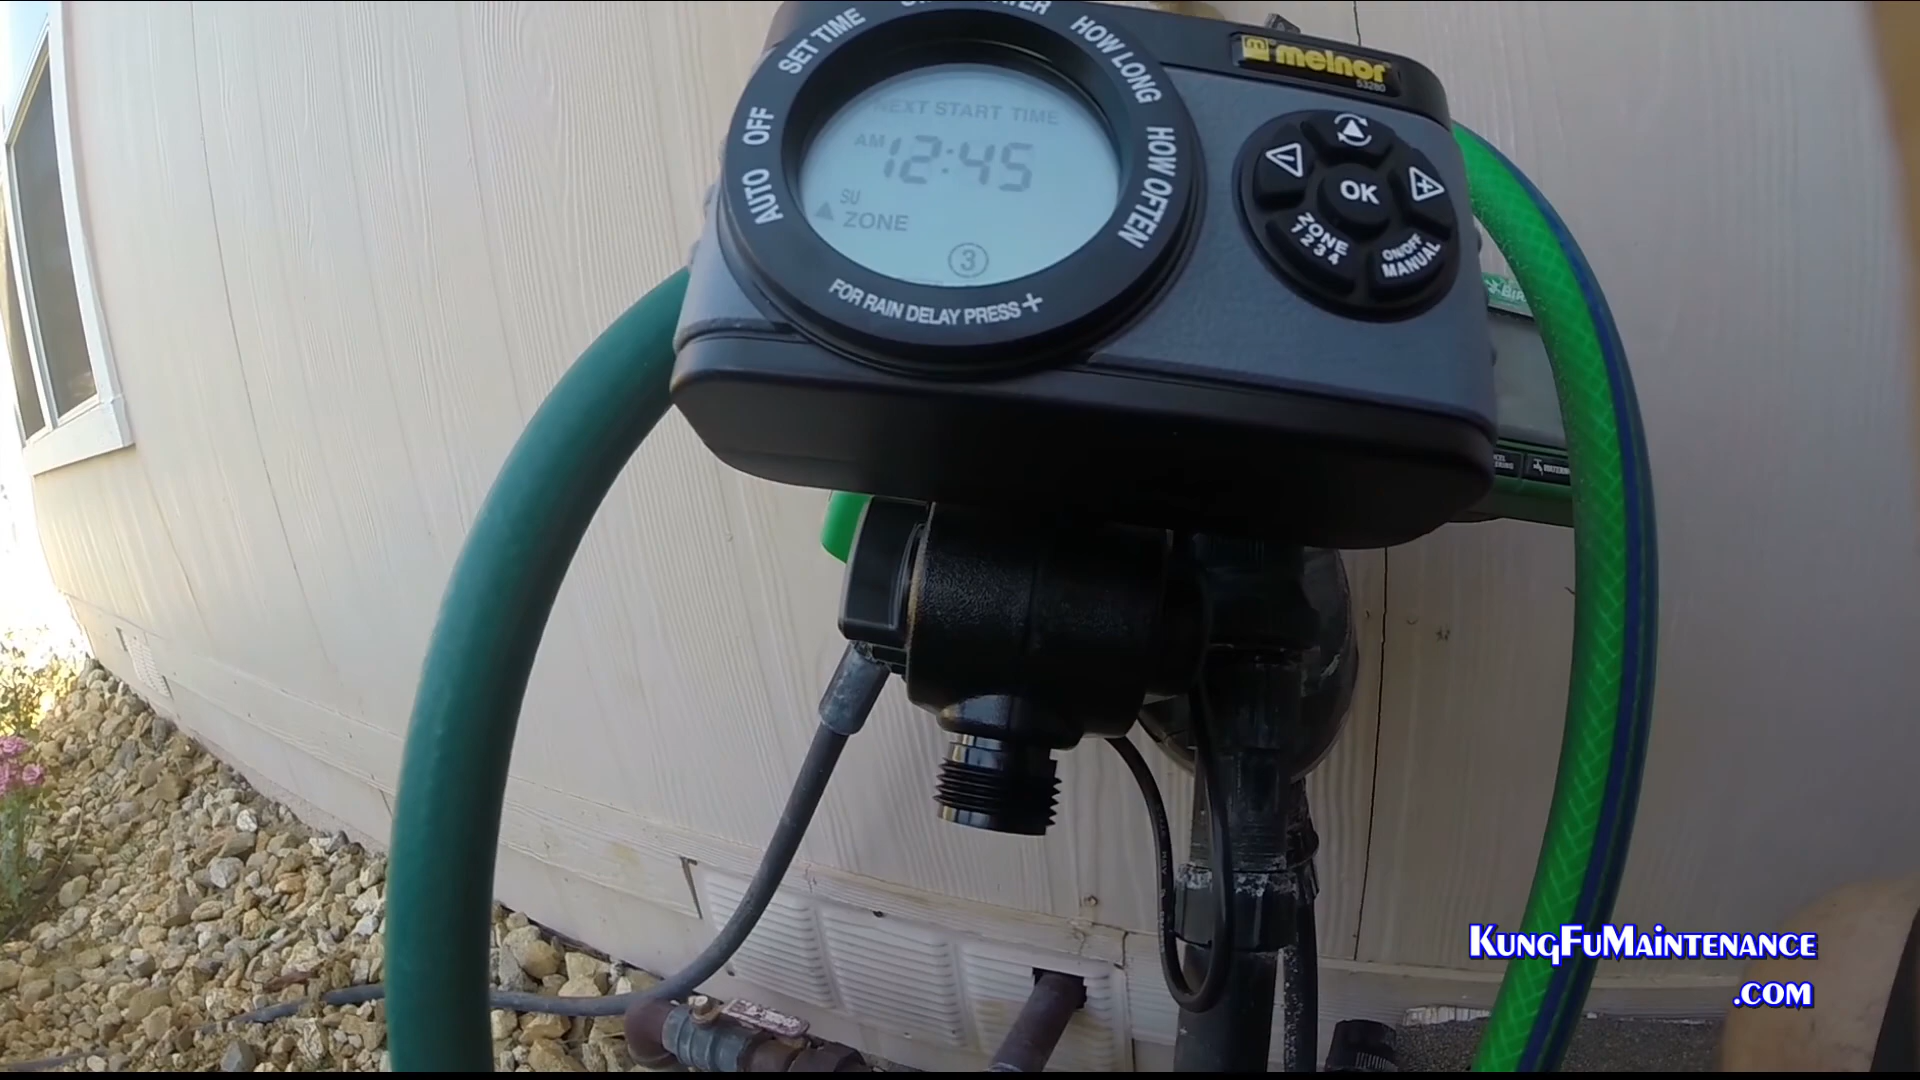 SET TIME
HOW LONG
HOW OFTEN
OFF
AUTO
melnor
53280
NEXT START TIME
AM 12:45
SU
ZONE
3
FOR RAIN DELAY PRESS +
OK
ZONE
1 2 3 4
ON/OFF
MANUAL
KUNGFUMAINTENANCE
.COM